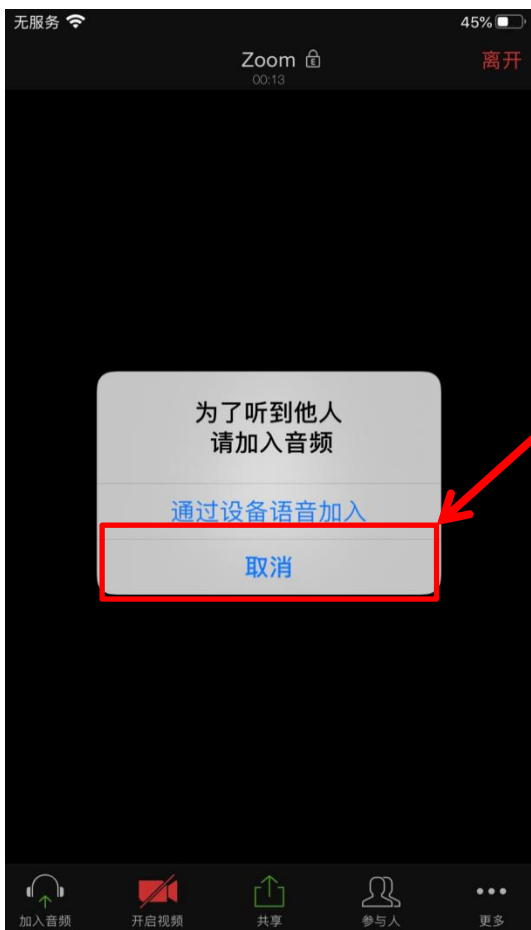 无服务 45%
Zoom
00:13
离开
为了听到他人
请加入音频
通过设备语音加入
取消
加入音频 开启视频 共享 参与人 更多